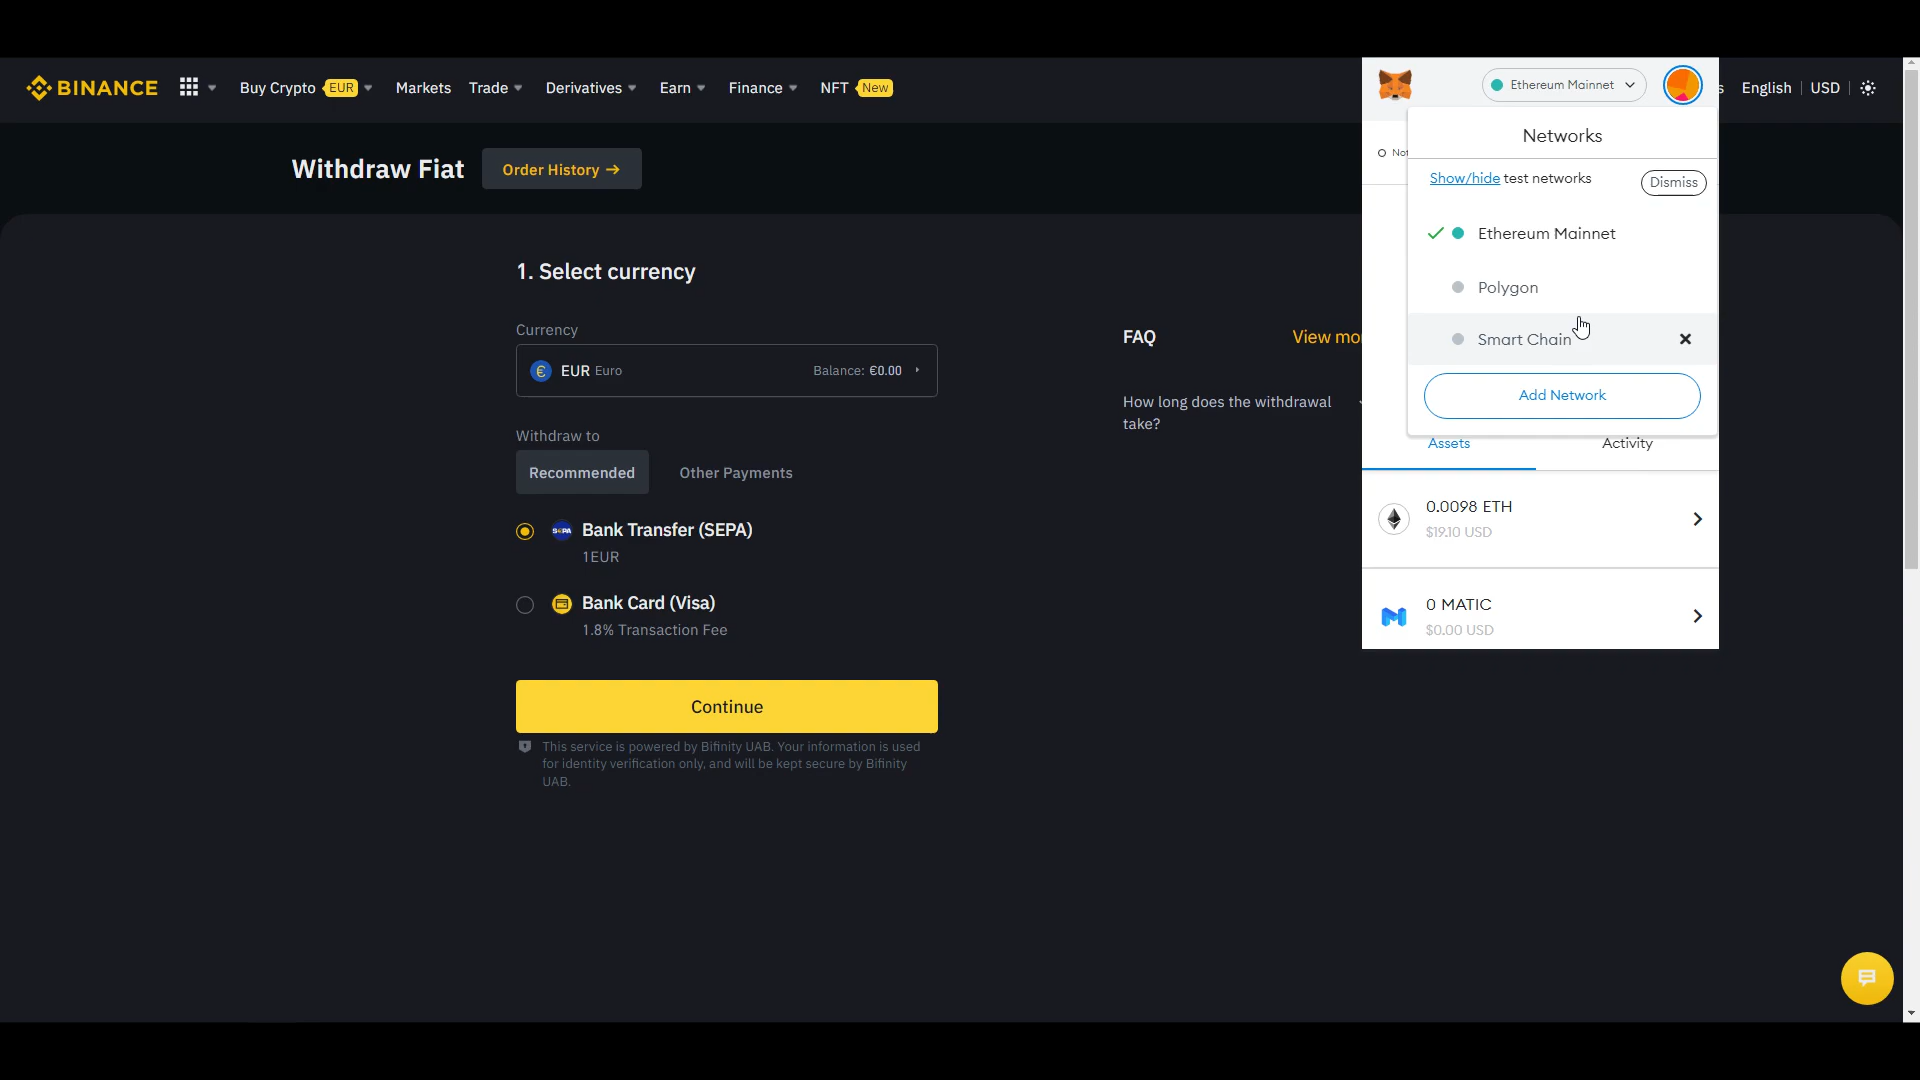 BINANCE
Buy Crypto EUR
Markets
Trade
Derivatives
Earn
Finance
NFT New
Ethereum Mainnet
s
English
USD
Withdraw Fiat
Order History →
Networks
Show/hide test networks
Dismiss
Not
Ethereum Mainnet
Polygon
Smart Chain
Add Network
Assets
Activity
0.0098 ETH
$19.10 USD
0 MATIC
$0.00 USD
1. Select currency
Currency
€ EUR Euro
Balance: €0.00
Withdraw to
Recommended
Other Payments
SEPA Bank Transfer (SEPA)
1 EUR
Bank Card (Visa)
1.8% Transaction Fee
Continue
This service is powered by Bifinity UAB. Your information is used
for identity verification only, and will be kept secure by Bifinity
UAB.
FAQ
View mo
How long does the withdrawal
take?